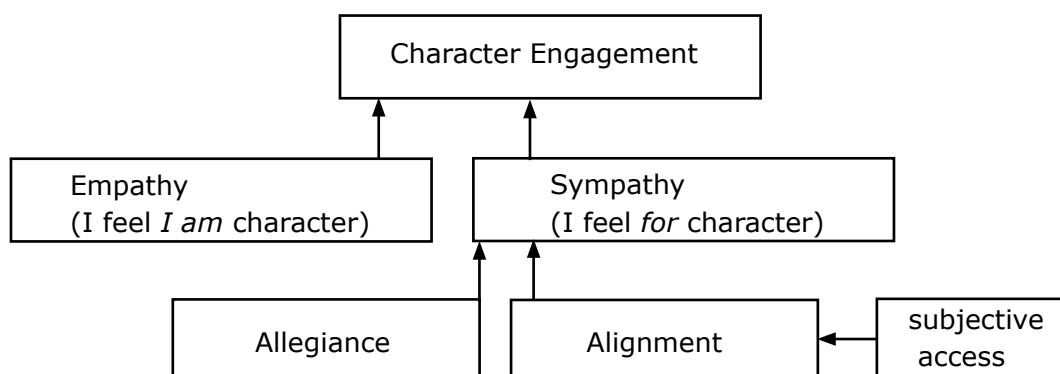 Character Engagement
Empathy
(I feel I am character)
Sympathy
(I feel for character)
Allegiance
Alignment
subjective
access